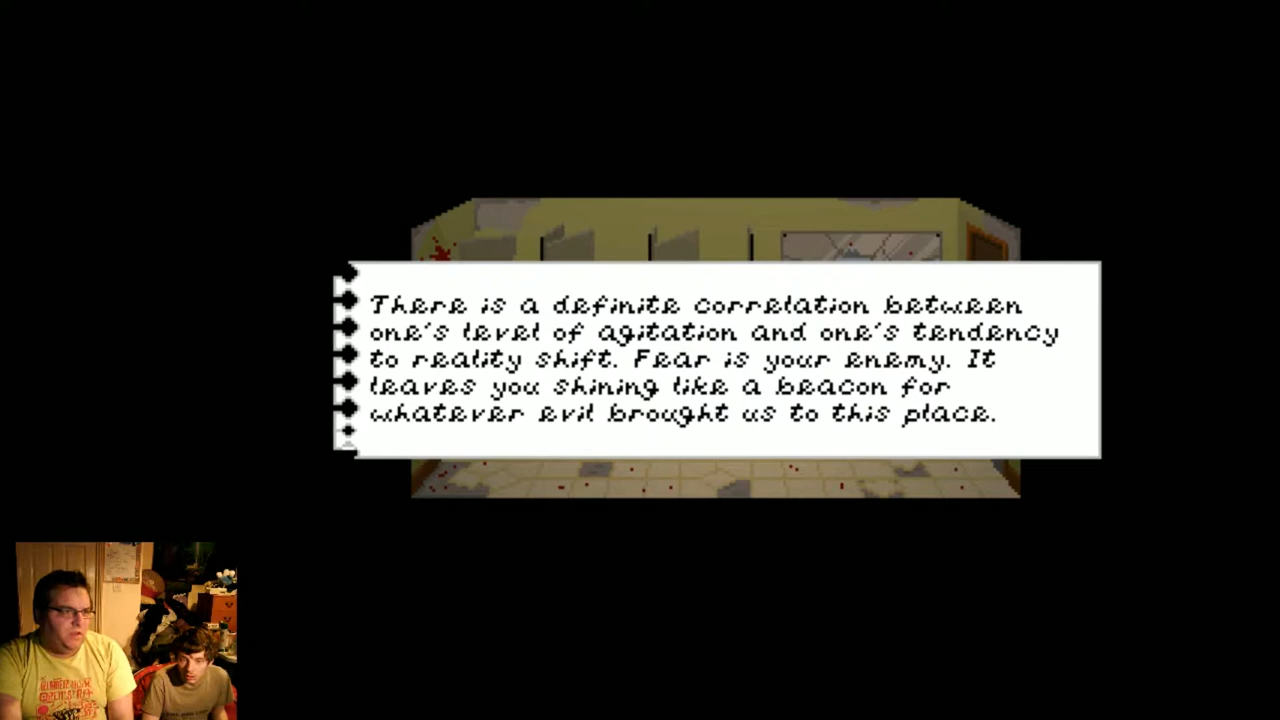 There is a definite correlation between
one's level of agitation and one's tendency
to reality shift. Fear is your enemy. It
leaves you shining like a beacon for
whatever evil brought us to this place.